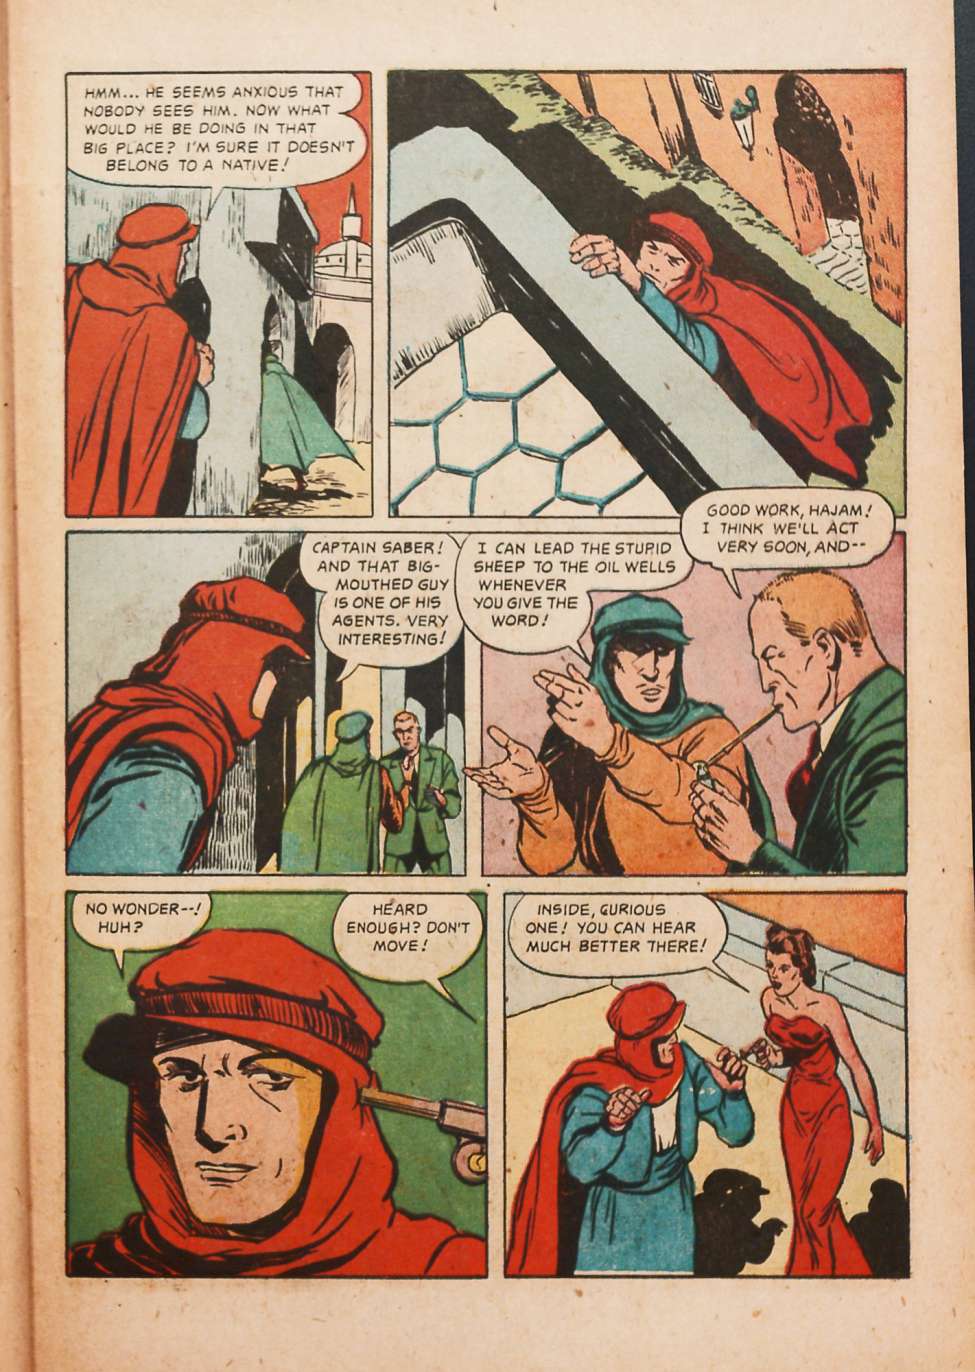 HMM... HE SEEMS ANXIOUS THAT
NOBODY SEES HIM. NOW WHAT
WOULD HE BE DOING IN THAT
BIG PLACE? I'M SURE IT DOESN'T
BELONG TO A NATIVE!
CAPTAIN SABER!
AND THAT BIG-
MOUTHED GUY
IS ONE OF HIS
AGENTS. VERY
INTERESTING!
I CAN LEAD THE STUPID
SHEEP TO THE OIL WELLS
WHENEVER
YOU GIVE THE
WORD!
GOOD WORK, HAJAM!
I THINK WE'LL ACT
VERY SOON, AND--
NO WONDER--!
HUH?
HEARD
ENOUGH? DON'T
MOVE!
INSIDE, CURIOUS
ONE! YOU CAN HEAR
MUCH BETTER THERE!